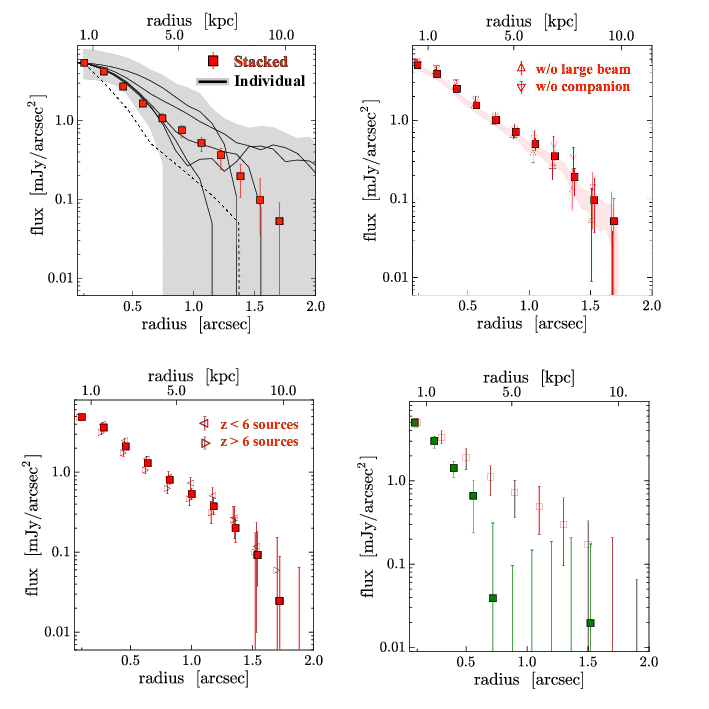 radius [kpc]
1.0 5.0 10.0
Stacked
Individual
flux [mJy/arcsec²]
1.0
0.1
0.01
0.5 1.0 1.5 2.0
radius [arcsec]
radius [kpc]
1.0 5.0 10.0
w/o large beam
w/o companion
flux [mJy/arcsec²]
1.0
0.1
0.01
0.5 1.0 1.5 2.0
radius [arcsec]
radius [kpc]
1.0 5.0 10.0
z < 6 sources
z > 6 sources
flux [mJy/arcsec²]
1.0
0.1
0.01
0.5 1.0 1.5 2.0
radius [arcsec]
radius [kpc]
1.0 5.0 10.
flux [mJy/arcsec²]
1.0
0.1
0.01
0.5 1.0 1.5 2.0
radius [arcsec]